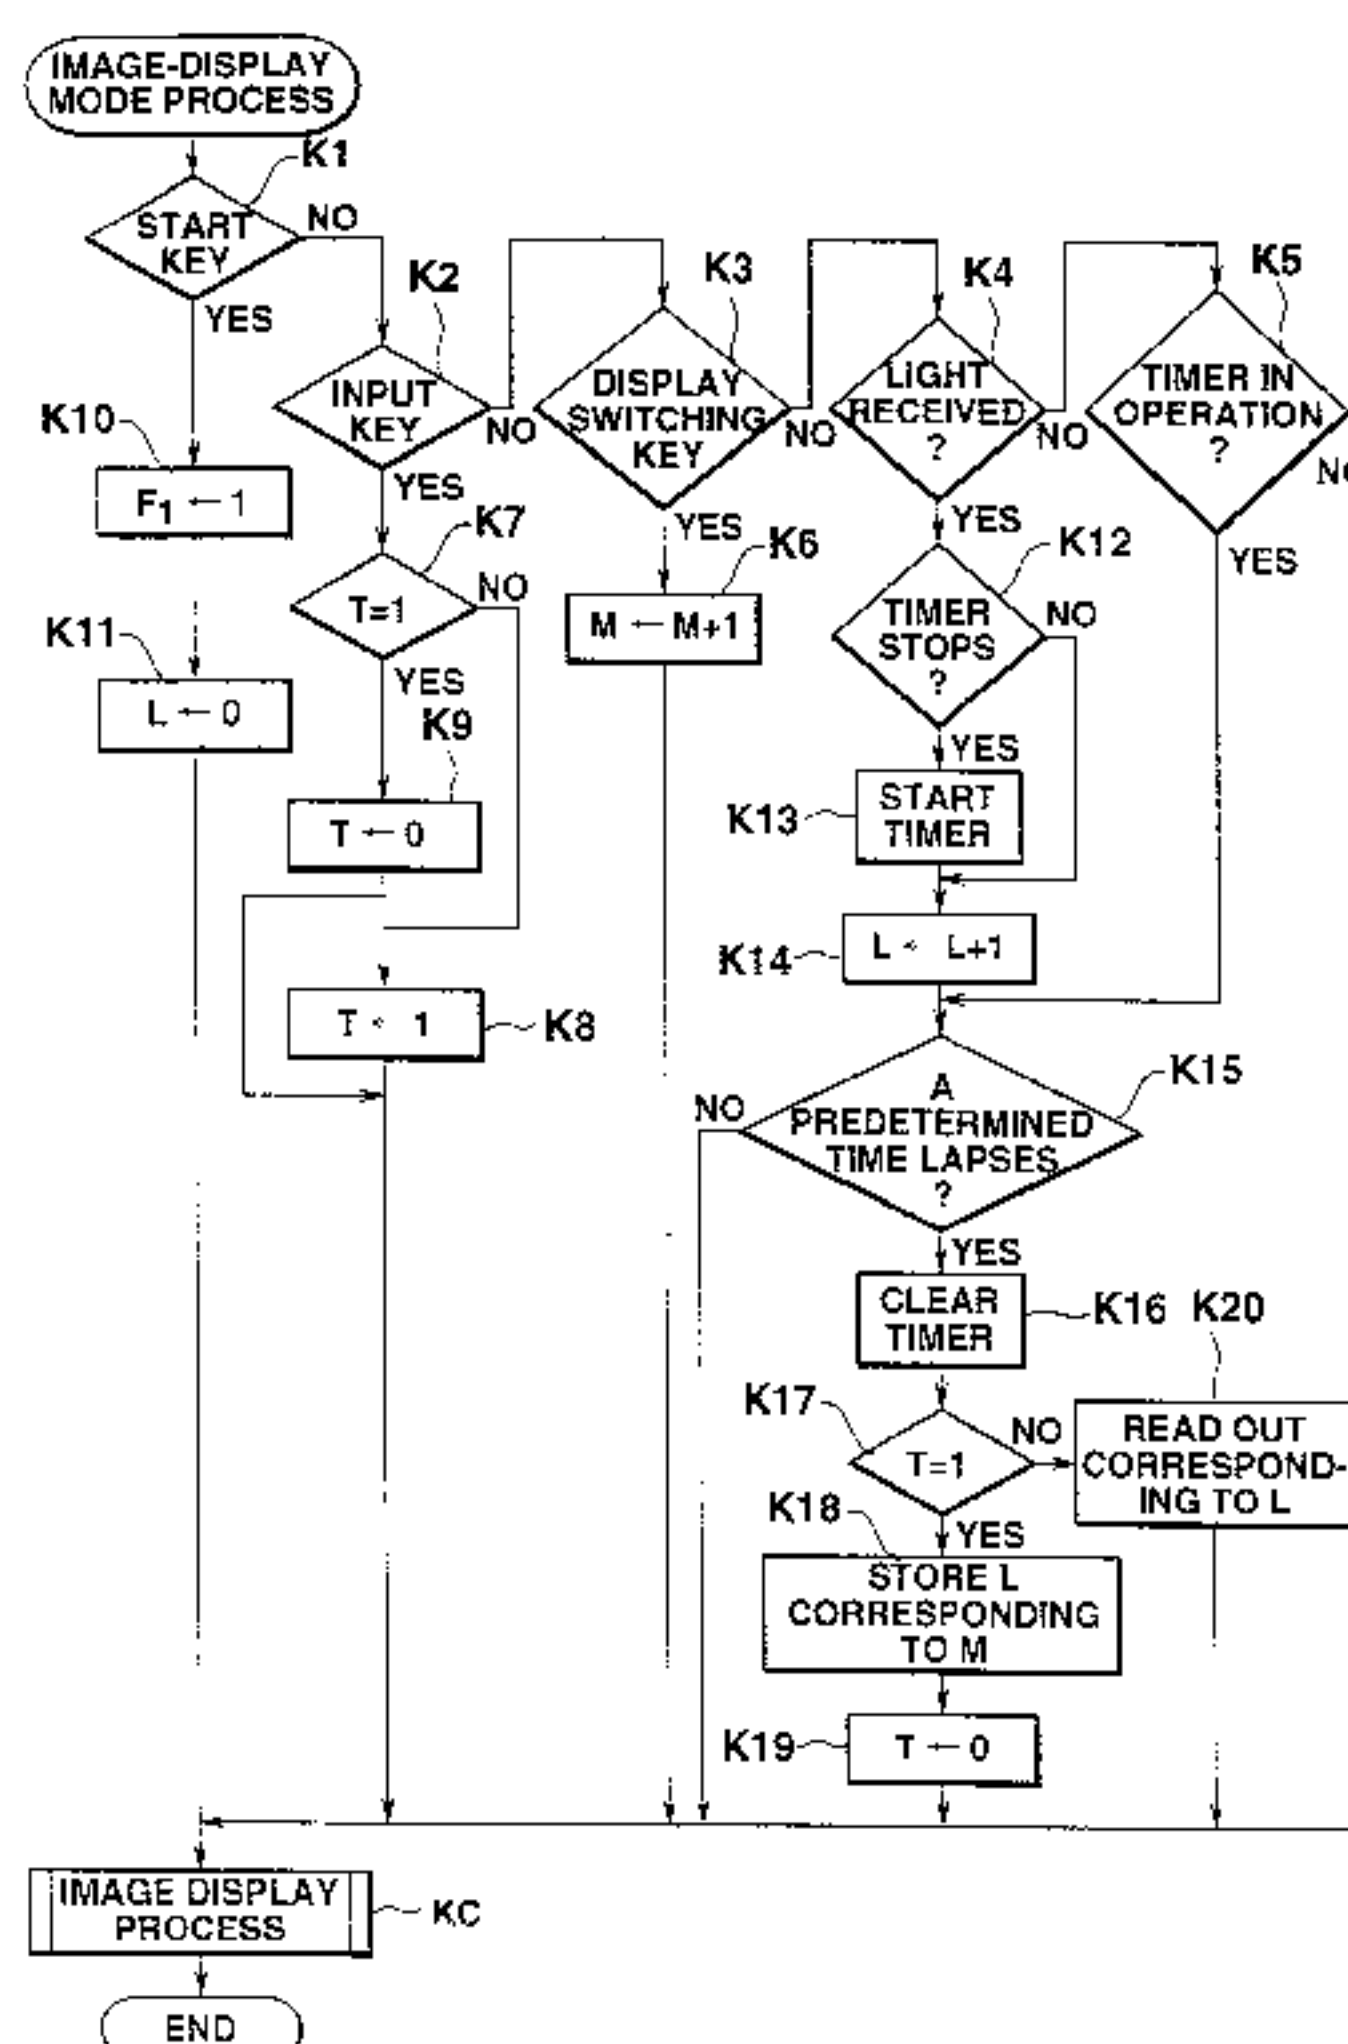 IMAGE-DISPLAY
MODE PROCESS
K1
START
KEY
NO
YES
K2
INPUT
KEY
NO
YES
K3
DISPLAY
SWITCHING
KEY
NO
YES
K4
LIGHT
RECEIVED
?
NO
YES
K5
TIMER IN
OPERATION
?
NO
YES
K10
F1 ← 1
K11
L ← 0
K7
T=1
NO
YES
K9
T ← 0
T ← 1
K8
K6
M ← M+1
K12
TIMER
STOPS
?
NO
YES
K13
START
TIMER
K14
L ← L+1
K15
A
PREDETERMINED
TIME LAPSES
?
NO
YES
CLEAR
TIMER
K16
K17
T=1
NO
YES
K20
READ OUT
CORRESPOND-
ING TO L
K18
STORE L
CORRESPONDING
TO M
K19
T ← 0
IMAGE DISPLAY
PROCESS
KC
END